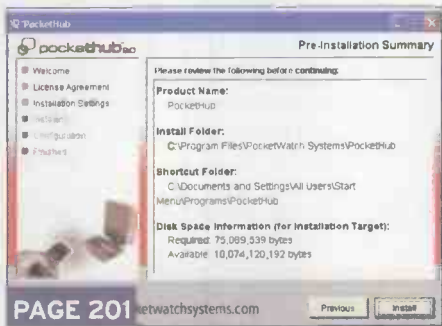 PocketHub
pockethub
Pre-Installation Summary
Welcome
License Agreement
Installation Settings
Configuration
Finished
Please review the following before continuing:
Product Name:
PocketHub
Install Folder:
C:\Program Files\PocketWatch Systems\PocketHub
Shortcut Folder:
C:\Documents and Settings\All Users\Start
Menu\Programs\PocketHub
Disk Space Information (for Installation Target):
Required: 75,089,539 bytes
Available: 10,074,120,192 bytes
PAGE 201
etwatchsystems.com
Previous
Install